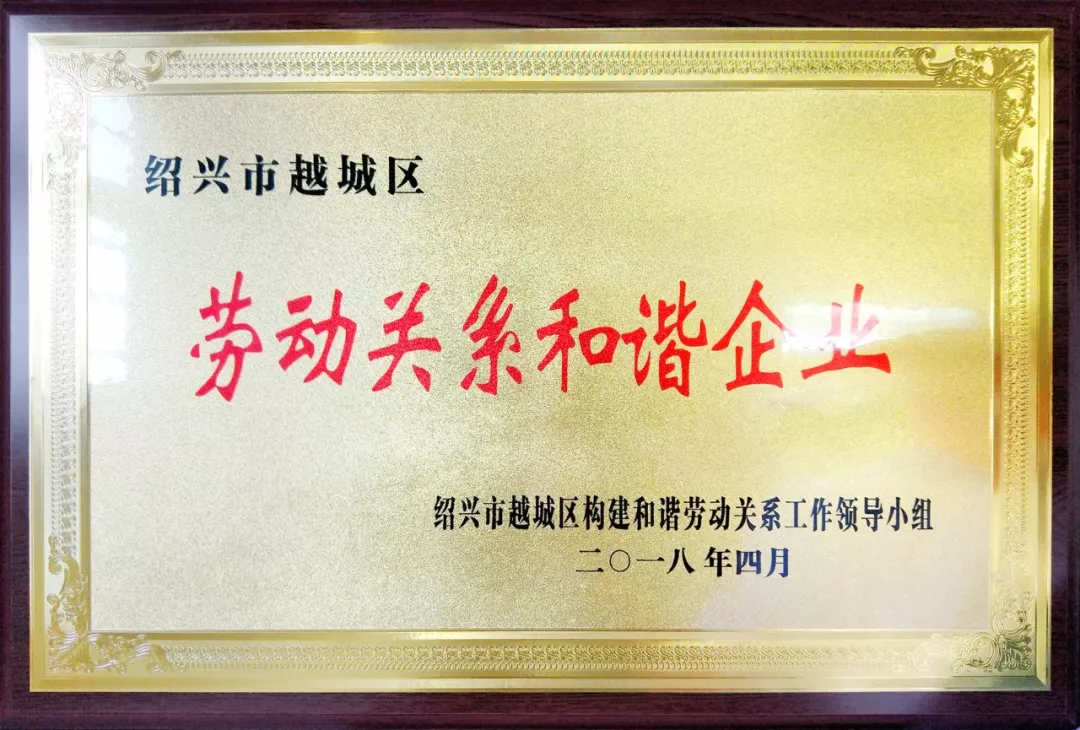 绍兴市越城区
劳动关系和谐企业
绍兴市越城区构建和谐劳动关系工作领导小组
二〇一八年四月